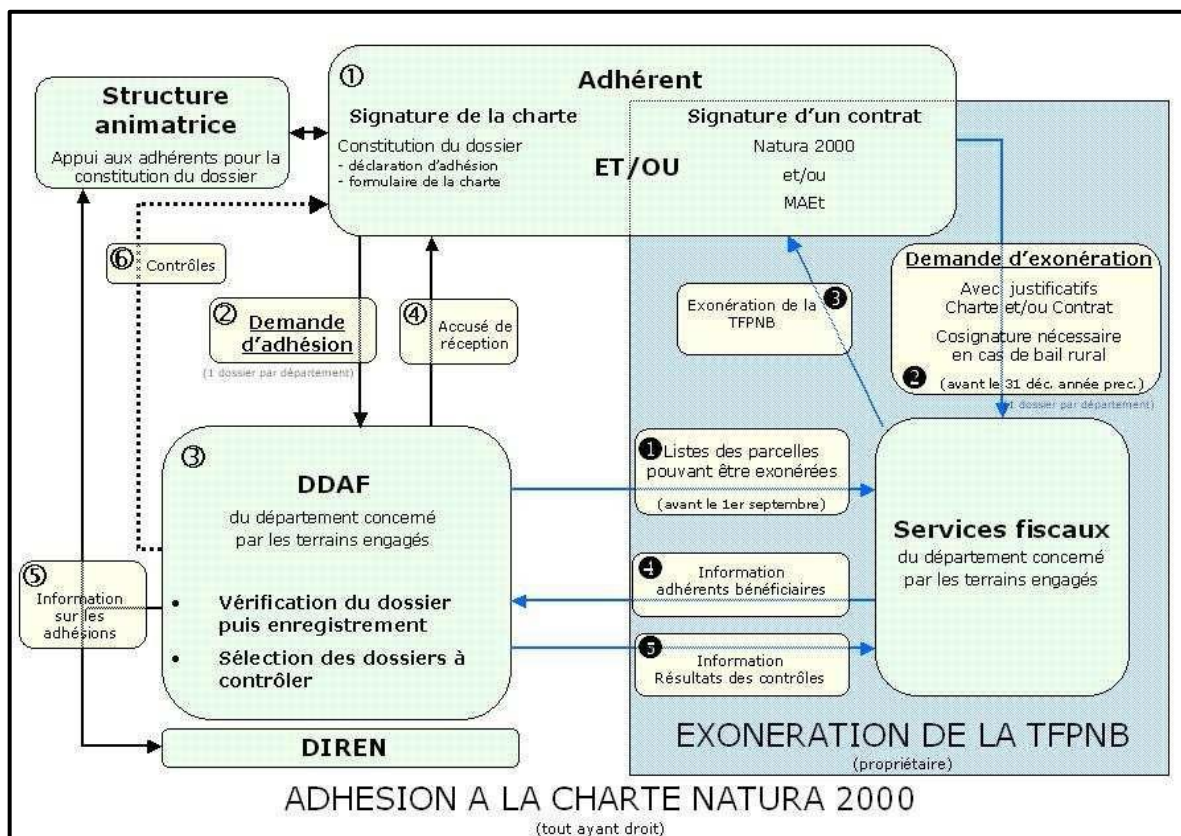 ①
Adhérent
Structure
animatrice
Appui aux adhérents pour la
constitution du dossier
Signature de la charte
Constitution du dossier
- déclaration d'adhésion
- formulaire de la charte
ET/OU
Signature d'un contrat
Natura 2000
et/ou
MAEt
⑥
Contrôles
②
Demande
d'adhésion
(1 dossier par département)
④
Accusé de
réception
❸
Exonération de la
TFPNB
Demande d'exonération
Avec justificatifs
Charte et/ou Contrat
Cosignature nécessaire
en cas de bail rural
❷
(avant le 31 déc. année prec.)
(1 dossier par département)
③
DDAF
du département concerné
par les terrains engagés
• Vérification du dossier
puis enregistrement
• Sélection des dossiers à
contrôler
❶
Listes des parcelles
pouvant être exonérées
(avant le 1er septembre)
Services fiscaux
du département concerné
par les terrains engagés
❹
Information
adhérents bénéficiaires
❺
Information
Résultats des contrôles
⑤
Information
sur les
adhésions
DIREN
EXONERATION DE LA TFPNB
(propriétaire)
ADHESION A LA CHARTE NATURA 2000
(tout ayant droit)